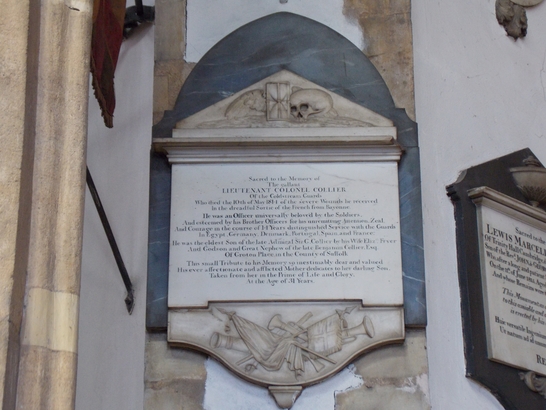 Sacred to the Memory of
The gallant
LIEUTENANT COLONEL COLLIER,
Of the Coldstream Guards,
Who died the 10th of May 1814 of the severe Wounds he received
In the dreadful Sortie of the French from Bayonne.
He was an Officer universally beloved by the Soldiers,
And esteemed by his Brother Officers for his unremitting Attention, Zeal,
And Courage in the course of 14 Years distinguished Service with the Guards
in Egypt, Germany, Denmark, Portugal, Spain, and France.
He was the eldest Son of the late Admiral Sir G. Collier by his Wife Eliz.
And Godson and Great Nephew of the late Benjamin Collier Esq.
Of Groton Place, in the County of Suffolk.
This small Tribute to his Memory so inestimably dear and valued
However affectionate and afflicted Mother dedicates to her darling Son,
Taken from her in the Prime of Life and Glory,
At the Age of 31 Years.
LEWIS MARCELL